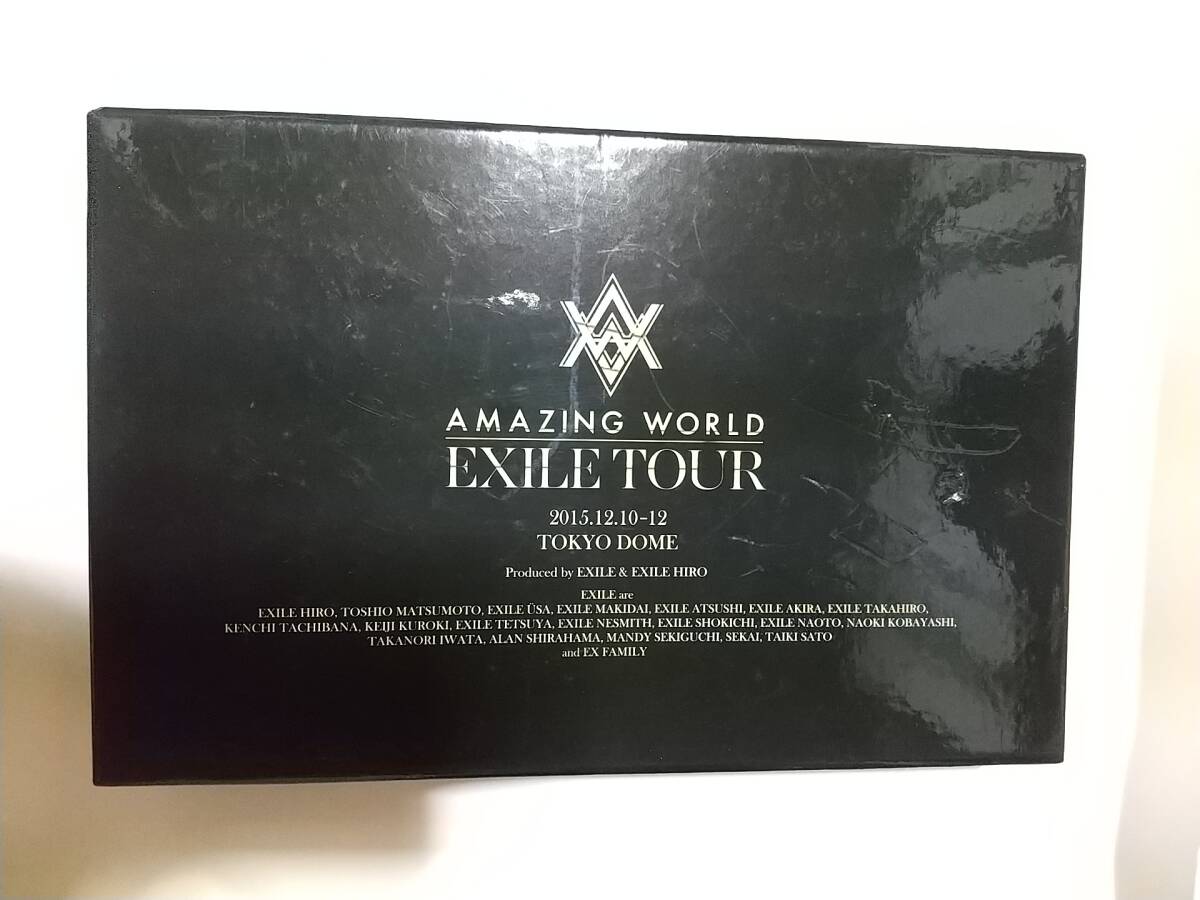 AMAZING WORLD
EXILE TOUR
2015.12.10-12
TOKYO DOME
Produced by EXILE & EXILE HIRO
EXILE are
EXILE HIRO, TOSHIO MATSUMOTO, EXILE ÜSA, EXILE MAKIDAI, EXILE ATSUSHI, EXILE AKIRA, EXILE TAKAHIRO,
KENCHI TACHIBANA, KEIJI KUROKI, EXILE TETSUYA, EXILE NESMITH, EXILE SHOKICHI, EXILE NAOTO, NAOKI KOBAYASHI,
TAKANORI IWATA, ALAN SHIRAHAMA, MANDY SEKIGUCHI, SEKAI, TAIKI SATO
and EX FAMILY